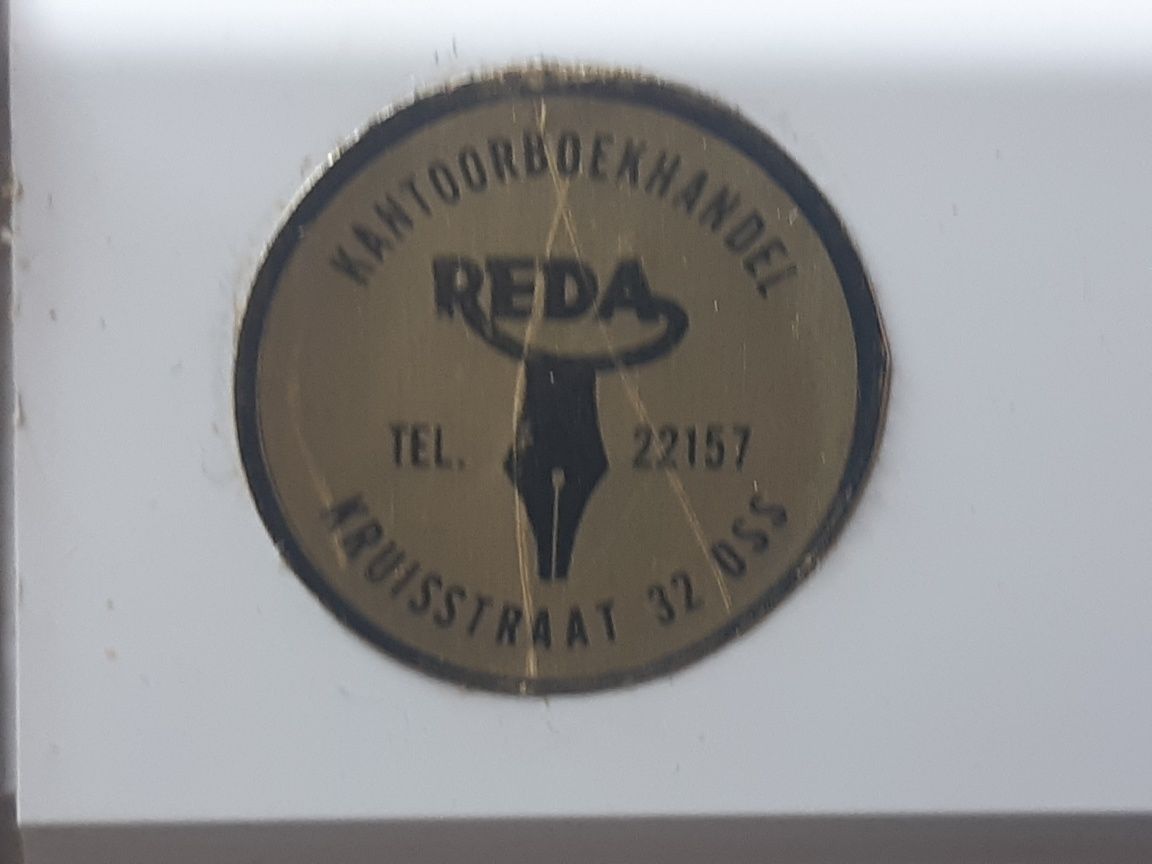 KANTOORBOEKHANDEL
REDA
TEL. 22157
KRUISSTRAAT 32 OSS